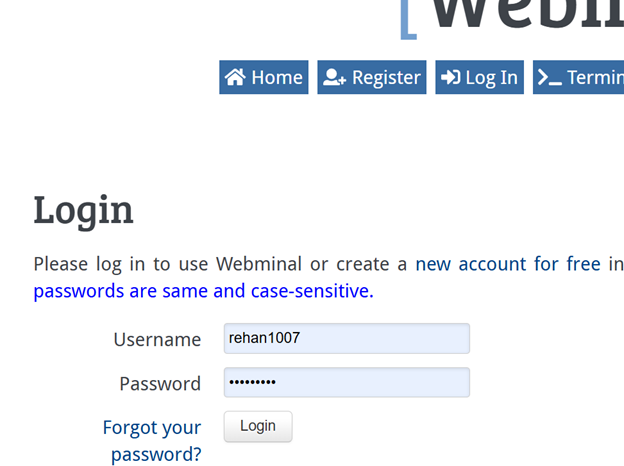 [
Home Register Log In
Login
Please log in to use Webminal or create a new account for free in
passwords are same and case-sensitive.
Username rehan1007
Password •••••••••
Forgot your Login
password?